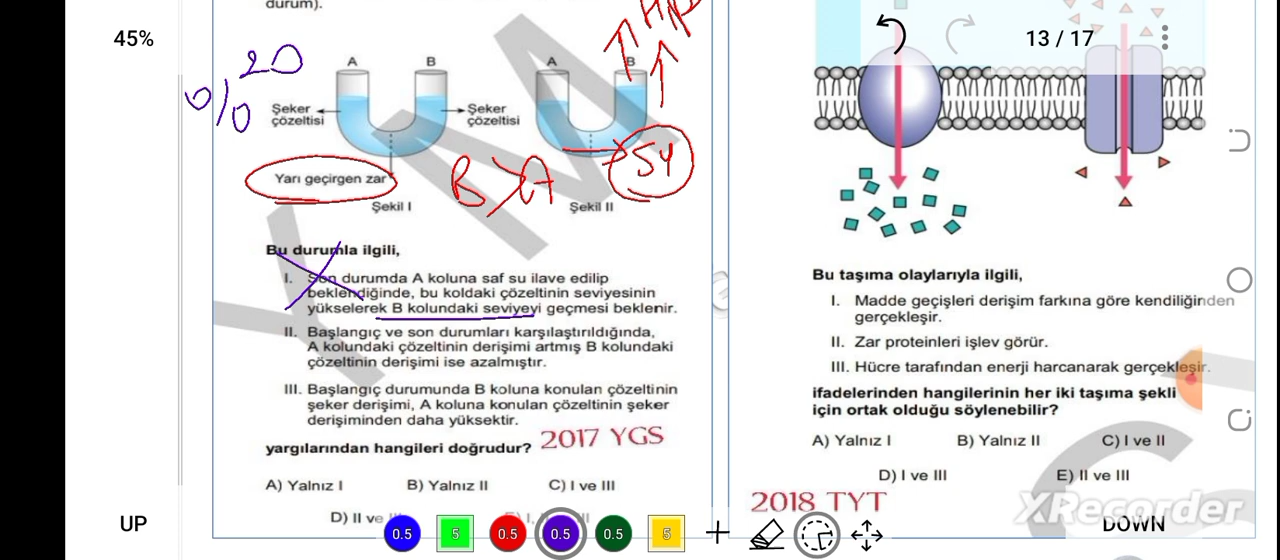 durum).
45%
% 20
A
B
A
B
Şeker çözeltisi
Şeker çözeltisi
Yarı geçirgen zar
B > A
SY
Şekil I
Şekil II
Bu durumla ilgili,
I. Son durumda A koluna saf su ilave edilip
beklendiğinde, bu koldaki çözeltinin seviyesinin
yükselerek B kolundaki seviyeyi geçmesi beklenir.
II. Başlangıç ve son durumları karşılaştırıldığında,
A kolundaki çözeltinin derişimi artmış B kolundaki
çözeltinin derişimi ise azalmıştır.
III. Başlangıç durumunda B koluna konulan çözeltinin
şeker derişimi, A koluna konulan çözeltinin şeker
derişiminden daha yüksektir.
yargılarından hangileri doğrudur? 2017 YGS
A) Yalnız I
B) Yalnız II
C) I ve III
D) II ve
UP
0.5
5
0.5
0.5
0.5
5
13 / 17
Bu taşıma olaylarıyla ilgili,
I. Madde geçişleri derişim farkına göre kendiliğinden
gerçekleşir.
II. Zar proteinleri işlev görür.
III. Hücre tarafından enerji harcanarak gerçekleşir.
ifadelerinden hangilerinin her iki taşıma şekli
için ortak olduğu söylenebilir?
A) Yalnız I
B) Yalnız II
C) I ve II
D) I ve III
E) II ve III
2018 TYT
XRecorder
DOWN